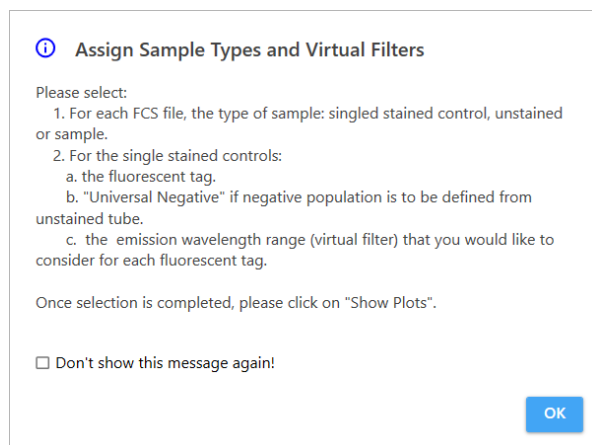 Assign Sample Types and Virtual Filters
Please select:
1. For each FCS file, the type of sample: singled stained control, unstained
or sample.
2. For the single stained controls:
a. the fluorescent tag.
b. "Universal Negative" if negative population is to be defined from
unstained tube.
c. the emission wavelength range (virtual filter) that you would like to
consider for each fluorescent tag.
Once selection is completed, please click on "Show Plots".
Don't show this message again!
OK